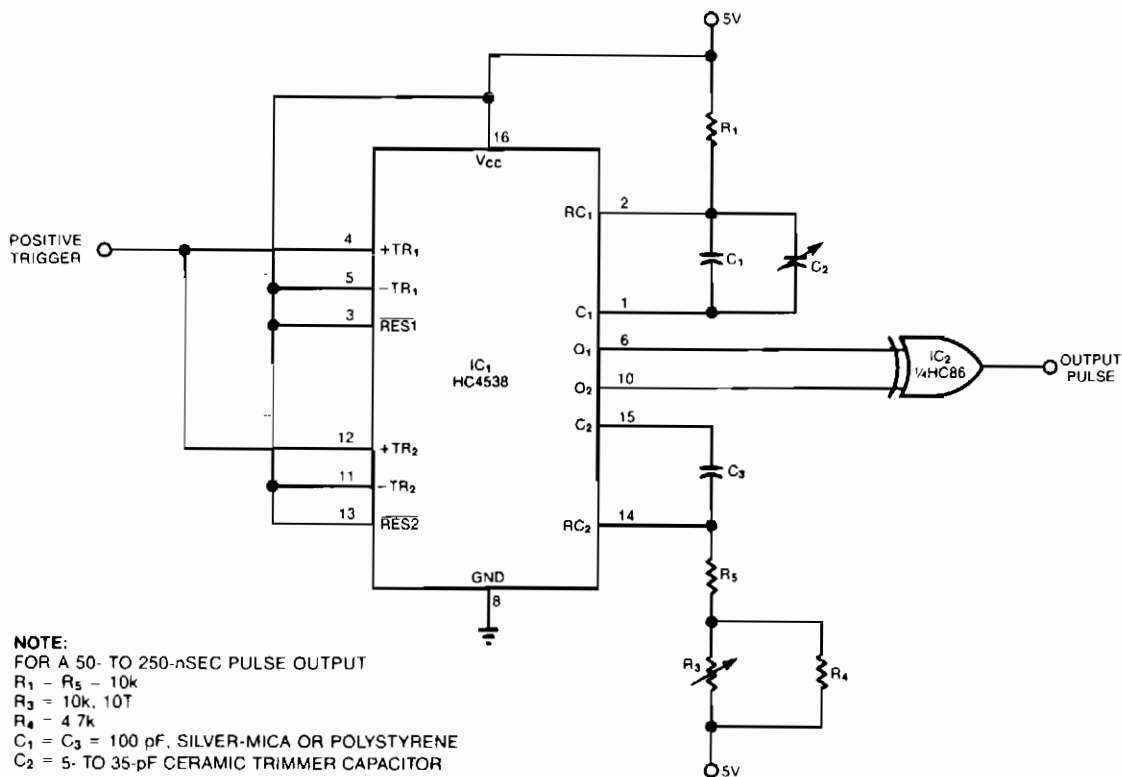 5V
R1
16
VCC
POSITIVE
TRIGGER
4
+TR1
5
-TR1
3
RES1
RC1
2
C1
C2
C1
1
IC1
HC4538
O1
6
O2
10
IC2
¼HC86
OUTPUT
PULSE
C2
15
C3
12
+TR2
11
-TR2
13
RES2
RC2
14
GND
8
R5
R3
R4
5V
NOTE:
FOR A 50- TO 250-nSEC PULSE OUTPUT
R1 - R5 - 10k
R3 = 10k, 10T
R4 - 4 7k
C1 = C3 = 100 pF, SILVER-MICA OR POLYSTYRENE
C2 = 5- TO 35-pF CERAMIC TRIMMER CAPACITOR